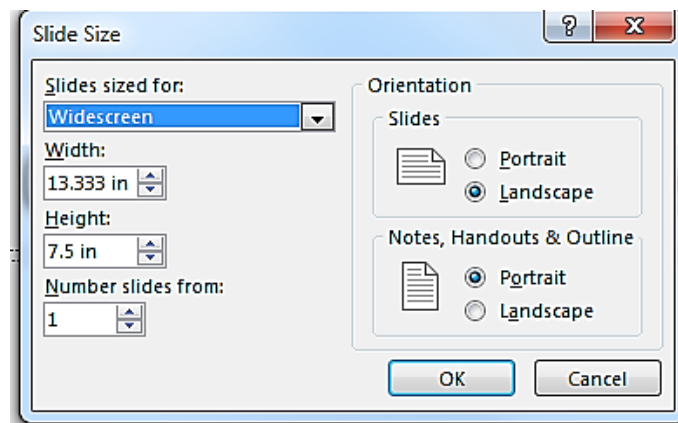 Slide Size
Slides sized for:
Widescreen
Width:
13.333 in
Height:
7.5 in
Number slides from:
1
Orientation
Slides
Portrait
Landscape
Notes, Handouts & Outline
Portrait
Landscape
OK
Cancel